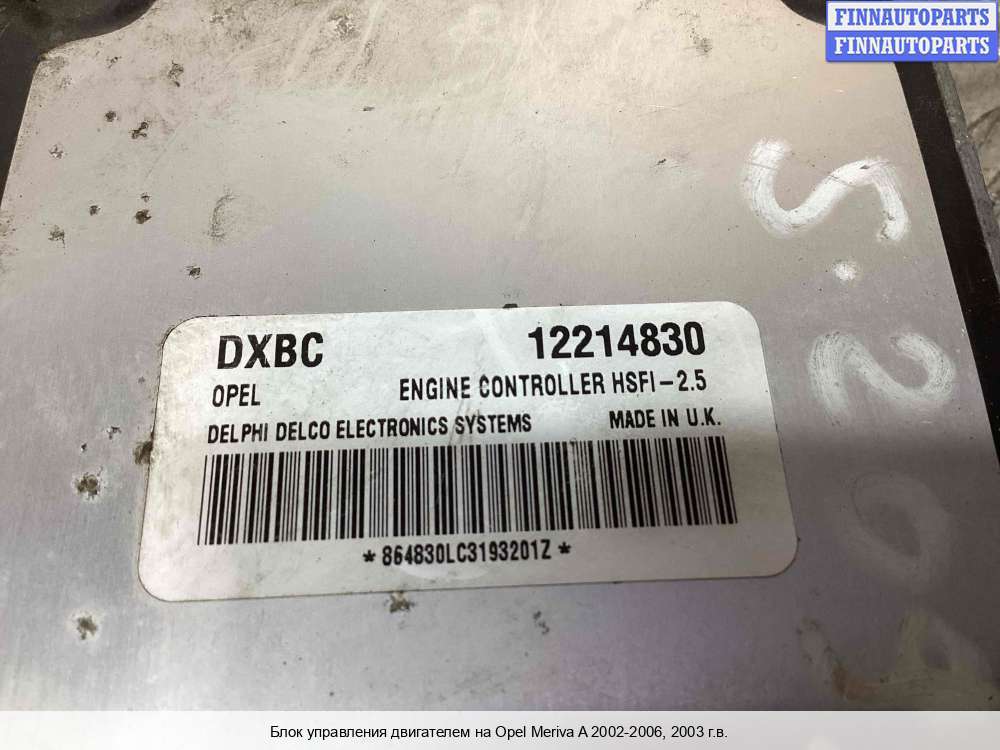 FINNAUTOPARTS
FINNAUTOPARTS
DXBC 12214830
OPEL ENGINE CONTROLLER HSFI-2.5
DELPHI DELCO ELECTRONICS SYSTEMS MADE IN U.K.
*864830LC3193201Z*
Блок управления двигателем на Opel Meriva A 2002-2006, 2003 г.в.